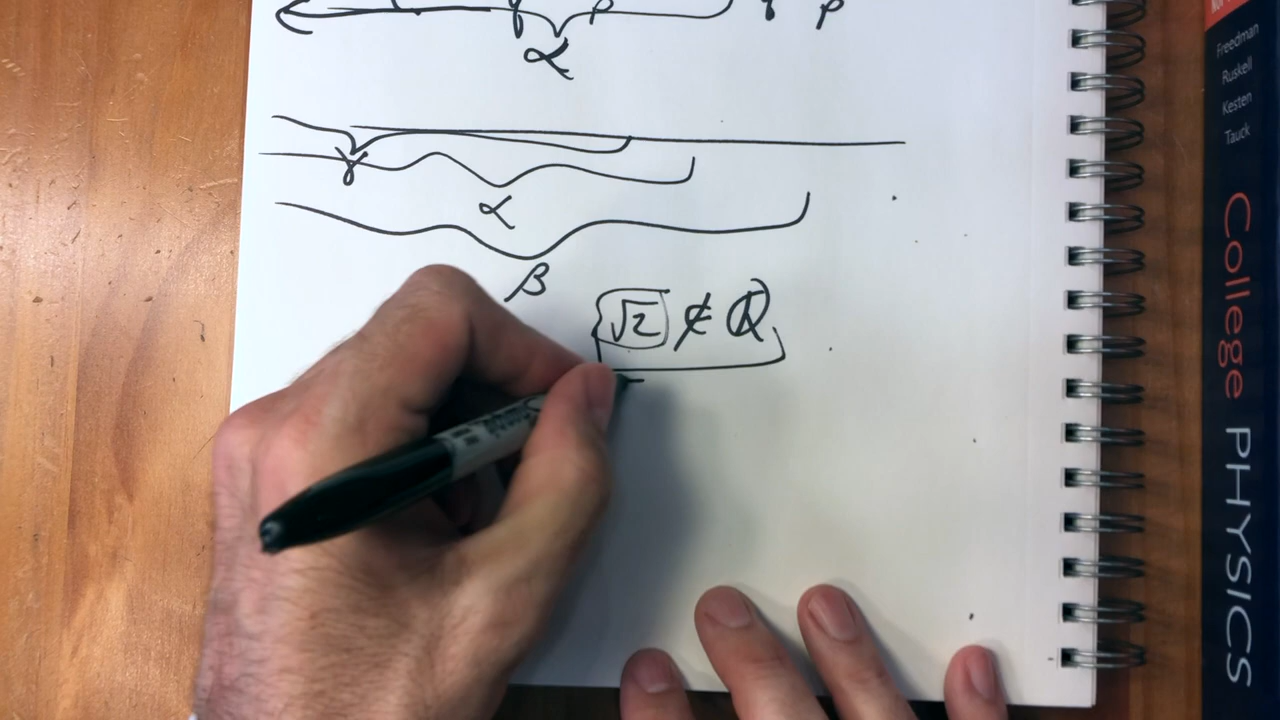 q p q p
α
γ
α
β
√2 ∉ ℚ
Freedman
Ruskell
Kesten
Tauck
College PHYSICS